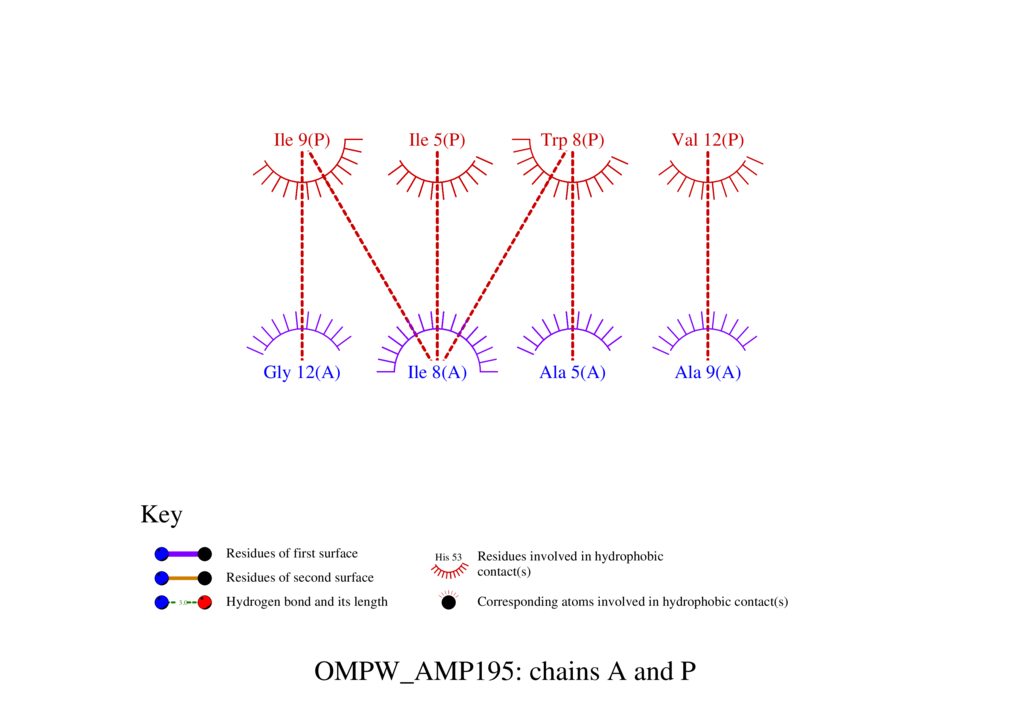 Ile 9(P) Ile 5(P) Trp 8(P) Val 12(P)
Gly 12(A) Ile 8(A) Ala 5(A) Ala 9(A)
Key
Residues of first surface
Residues of second surface
3.0
Hydrogen bond and its length
His 53
Residues involved in hydrophobic
contact(s)
Corresponding atoms involved in hydrophobic contact(s)
OMPW_AMP195: chains A and P